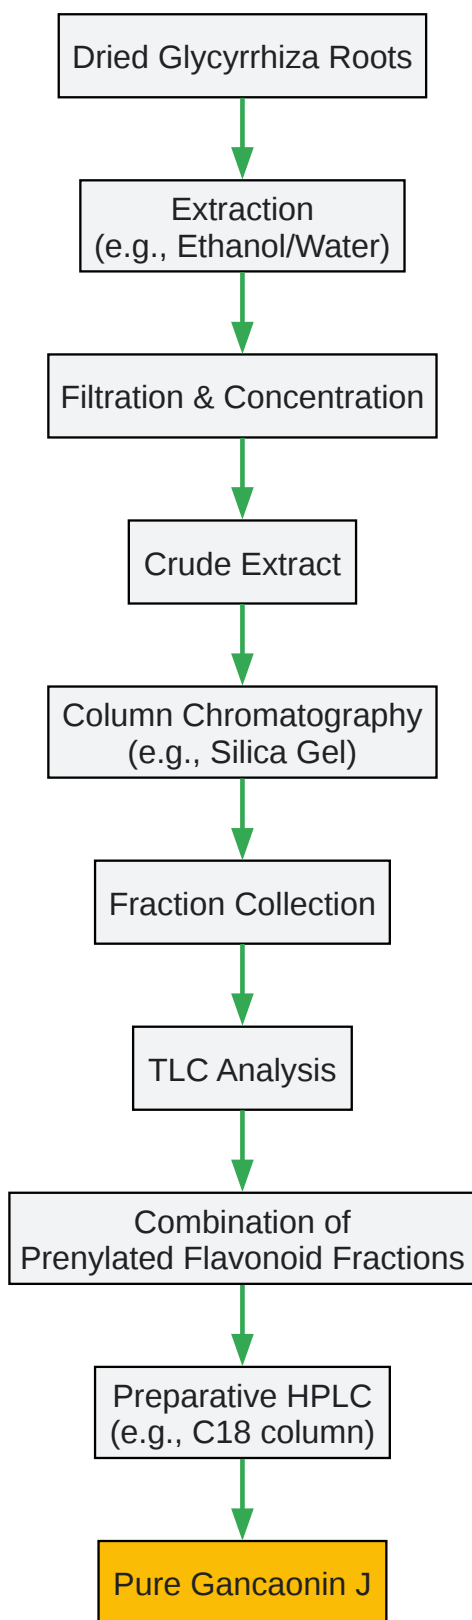 Dried Glycyrrhiza Roots
Extraction
(e.g., Ethanol/Water)
Filtration & Concentration
Crude Extract
Column Chromatography
(e.g., Silica Gel)
Fraction Collection
TLC Analysis
Combination of
Prenylated Flavonoid Fractions
Preparative HPLC
(e.g., C18 column)
Pure Gancaonin J